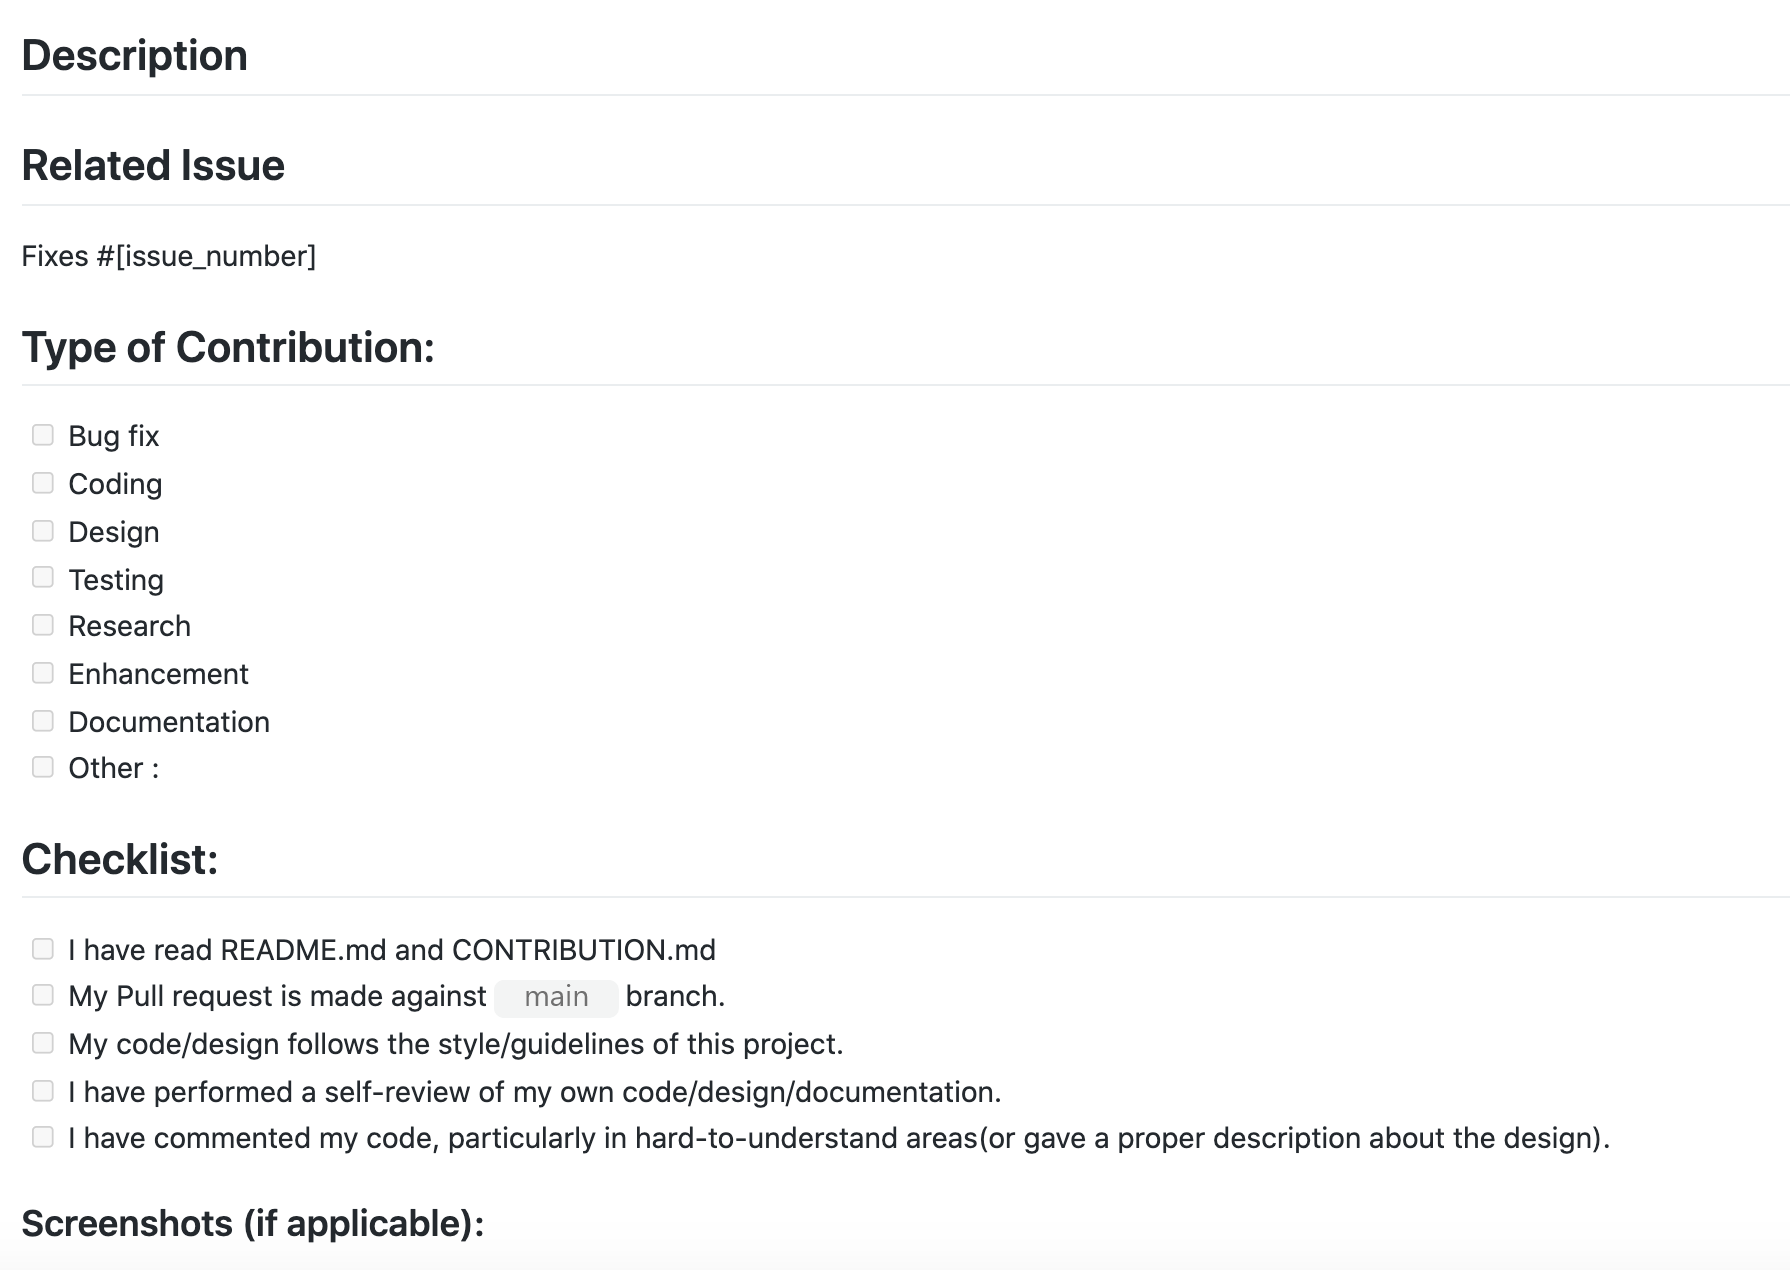 Description
Related Issue
Fixes #[issue_number]
Type of Contribution:
Bug fix
Coding
Design
Testing
Research
Enhancement
Documentation
Other :
Checklist:
I have read README.md and CONTRIBUTION.md
My Pull request is made against main branch.
My code/design follows the style/guidelines of this project.
I have performed a self-review of my own code/design/documentation.
I have commented my code, particularly in hard-to-understand areas(or gave a proper description about the design).
Screenshots (if applicable):